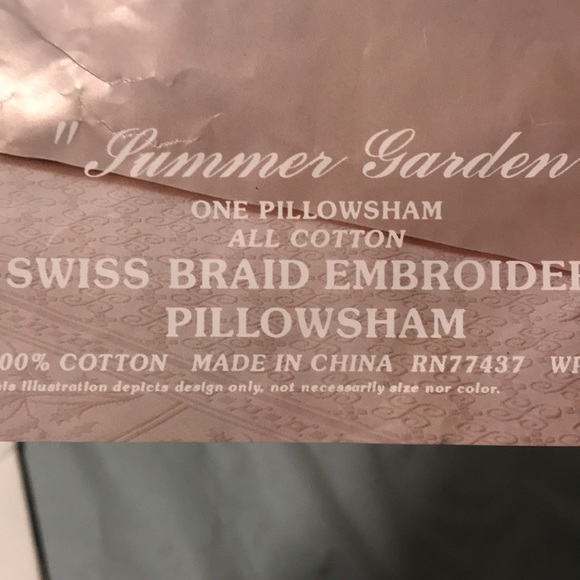 "Summer Garden
ONE PILLOWSHAM
ALL COTTON
SWISS BRAID EMBROIDER
PILLOWSHAM
00% COTTON MADE IN CHINA RN77437 WP
his illustration depicts design only, not necessarily size nor color.